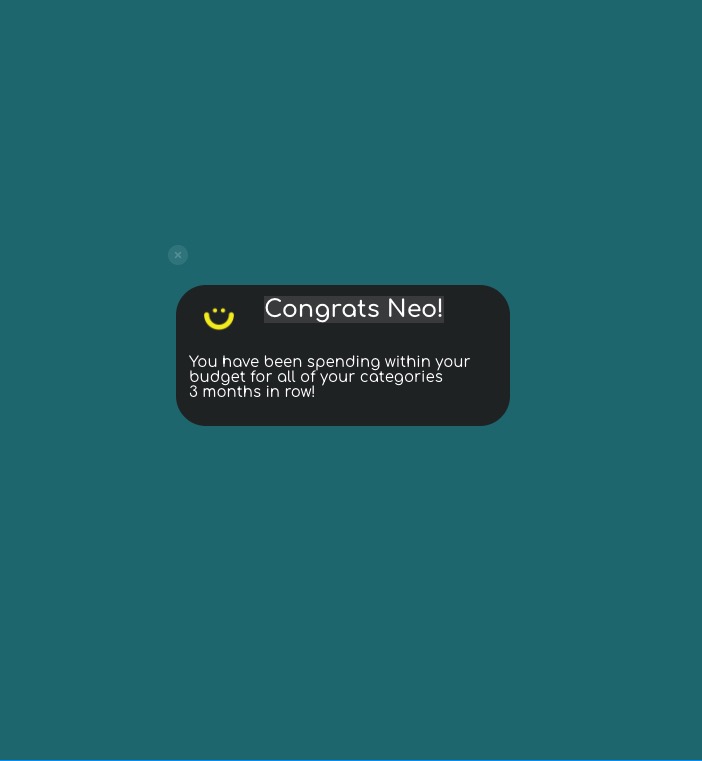 Congrats Neo!
You have been spending within your
budget for all of your categories
3 months in row!